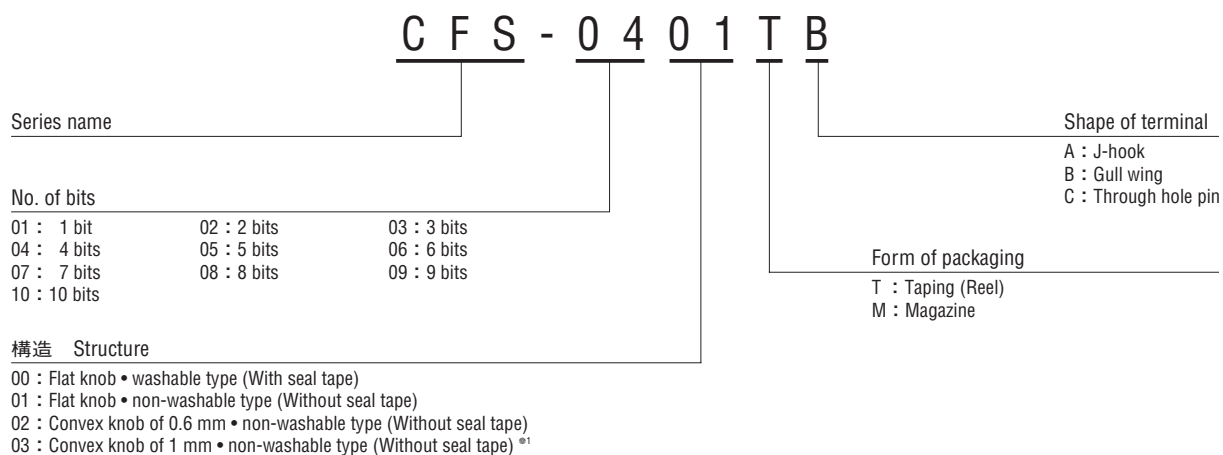 CFS-0401TB
Series name
Shape of terminal
A : J-hook
B : Gull wing
C : Through hole pin
No. of bits
01 : 1 bit 02 : 2 bits 03 : 3 bits
04 : 4 bits 05 : 5 bits 06 : 6 bits
07 : 7 bits 08 : 8 bits 09 : 9 bits
10 : 10 bits
Form of packaging
T : Taping (Reel)
M : Magazine
構造 Structure
00 : Flat knob • washable type (With seal tape)
01 : Flat knob • non-washable type (Without seal tape)
02 : Convex knob of 0.6 mm • non-washable type (Without seal tape)
03 : Convex knob of 1 mm • non-washable type (Without seal tape) ※1